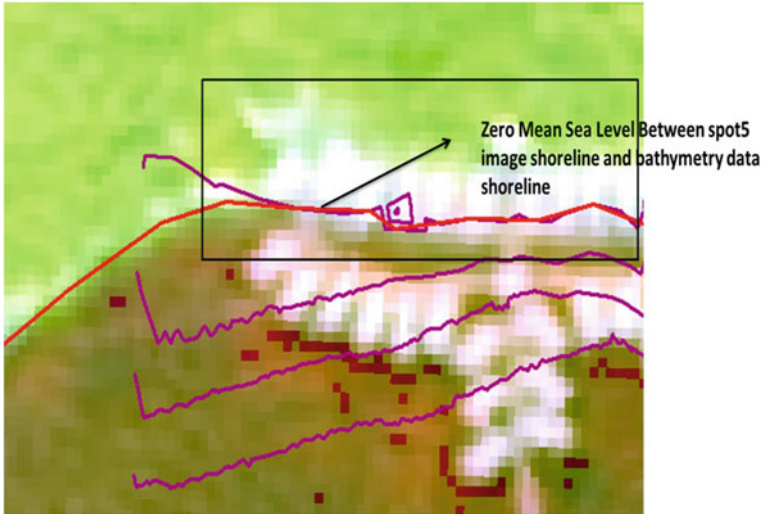 Zero Mean Sea Level Between spot5
image shoreline and bathymetry data
shoreline